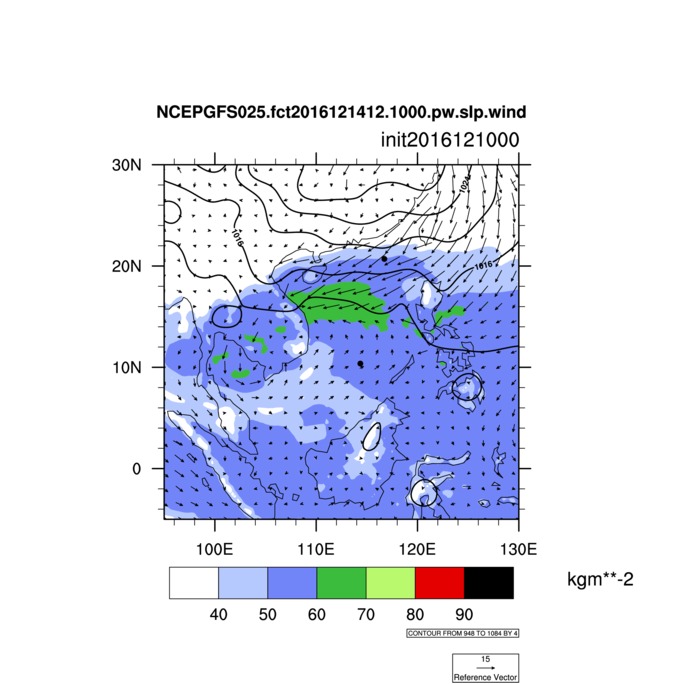 NCEPGFS025.fct2016121412.1000.pw.slp.wind
init2016121000
30N
1024
1016
20N
1016
10N
0
100E 110E 120E 130E
kgm**-2
40 50 60 70 80 90
CONTOUR FROM 948 TO 1084 BY 4
15
Reference Vector